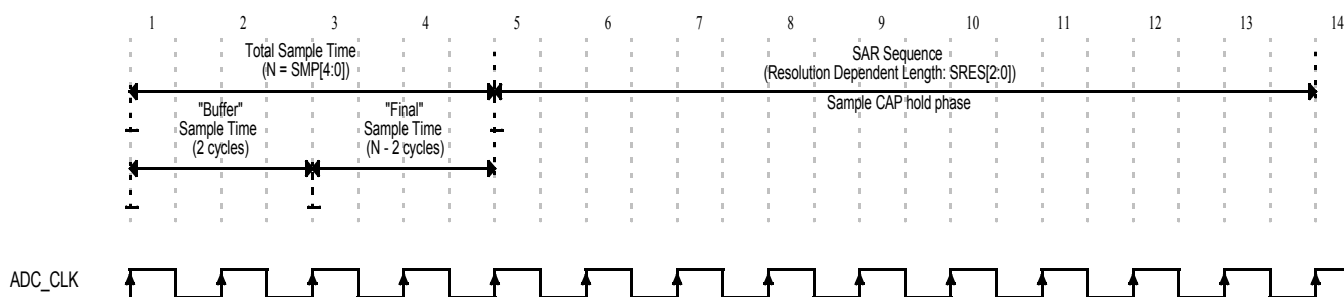 1 2 3 4 5 6 7 8 9 10 11 12 13 14
Total Sample Time
(N = SMP[4:0])
SAR Sequence
(Resolution Dependent Length: SRES[2:0])
Sample CAP hold phase
"Buffer"
Sample Time
(2 cycles)
"Final"
Sample Time
(N - 2 cycles)
ADC_CLK